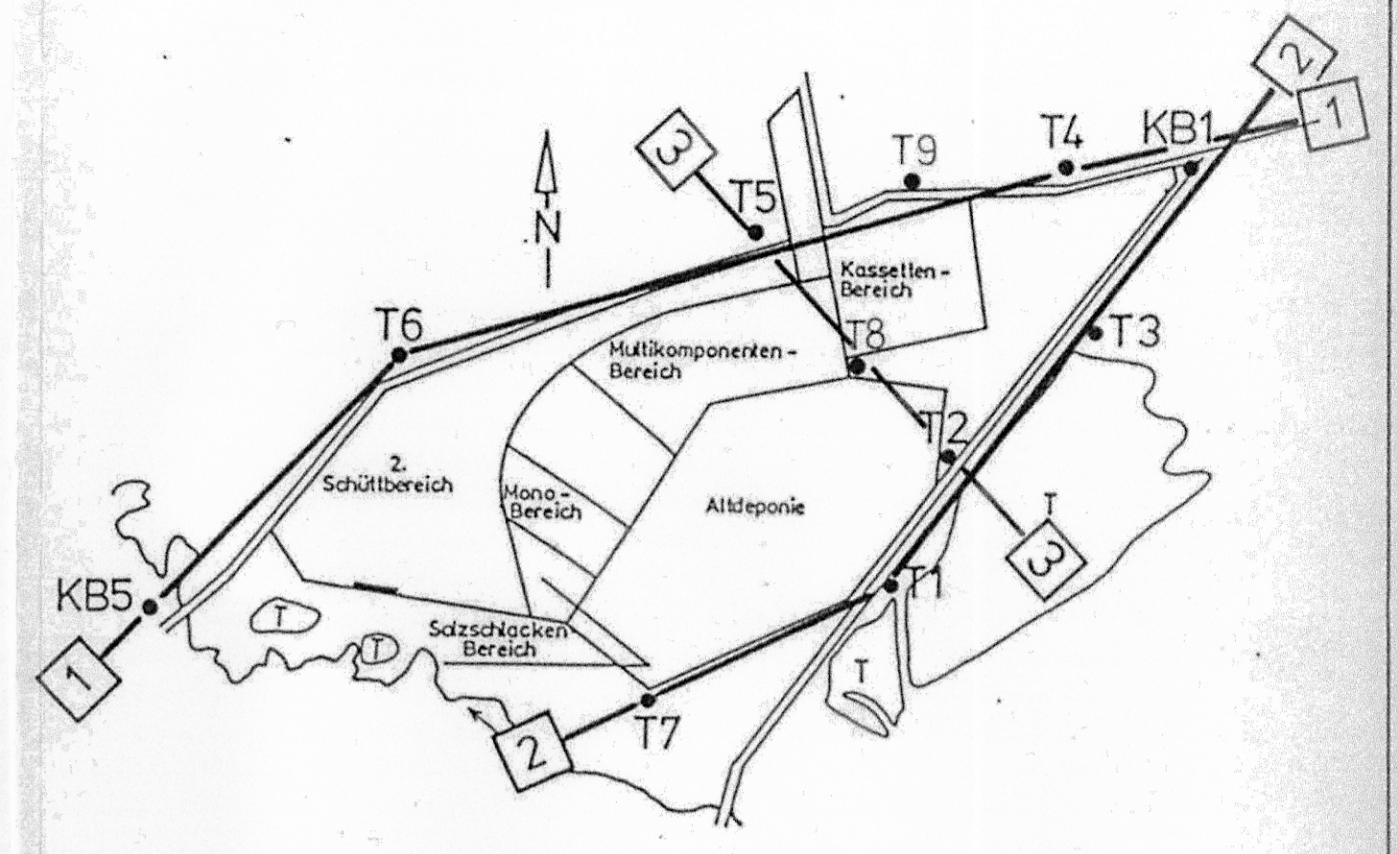 2
1
KB1
T4
T9
3
T5
N
Kassetten-
Bereich
T6
T8
T3
Multikomponenten-
Bereich
T2
2.
Schüttbereich
Mono-
Bereich
Altdeponie
T
3
KB5
T1
T
Salzschlacken
Bereich
T
T
1
T7
2